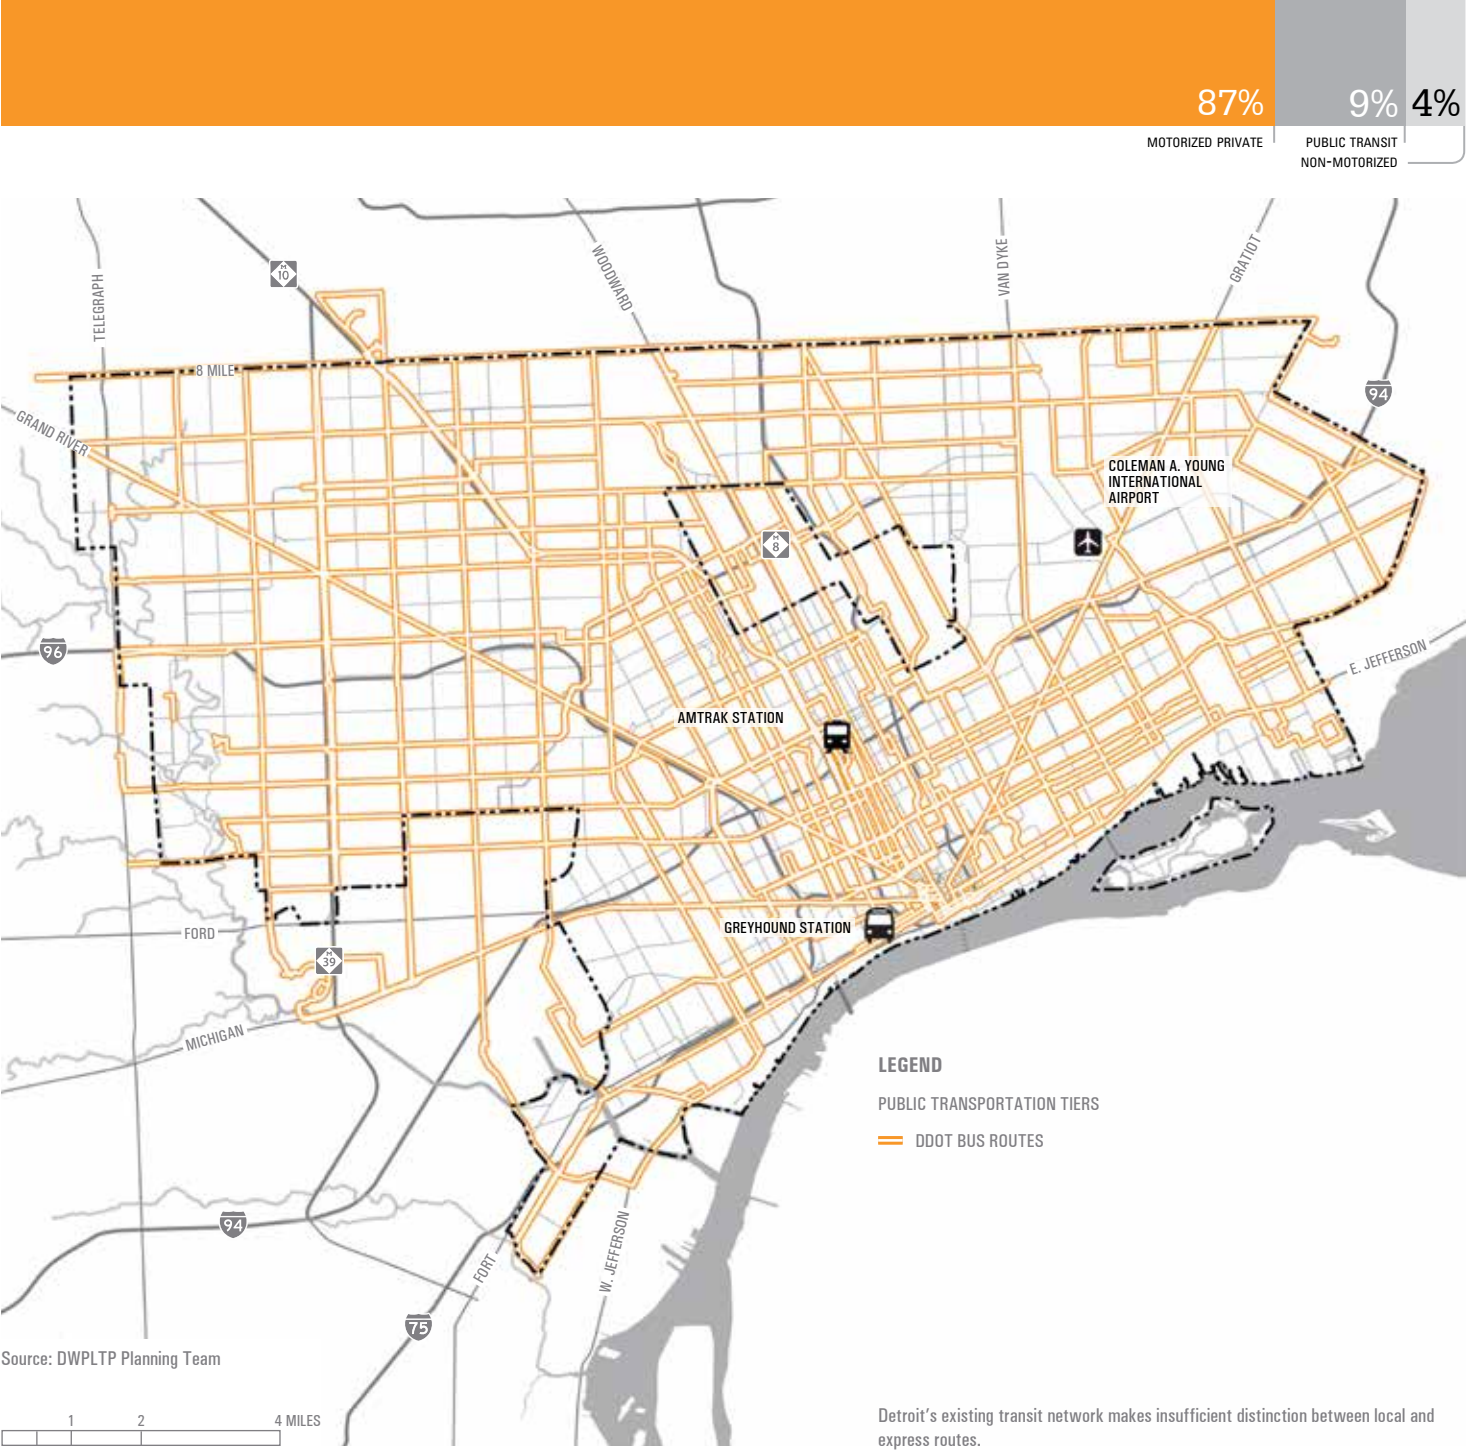 87%
9%
4%
MOTORIZED PRIVATE
PUBLIC TRANSIT
NON-MOTORIZED
TELEGRAPH
M
10
WOODWARD
VAN DYKE
GRATIOT
8 MILE
94
GRAND RIVER
COLEMAN A. YOUNG
INTERNATIONAL
AIRPORT
M
8
96
E. JEFFERSON
AMTRAK STATION
GREYHOUND STATION
FORD
M
39
MICHIGAN
LEGEND
PUBLIC TRANSPORTATION TIERS
DDOT BUS ROUTES
94
FORT
W. JEFFERSON
75
Source: DWPLTP Planning Team
1
2
4 MILES
Detroit's existing transit network makes insufficient distinction between local and
express routes.